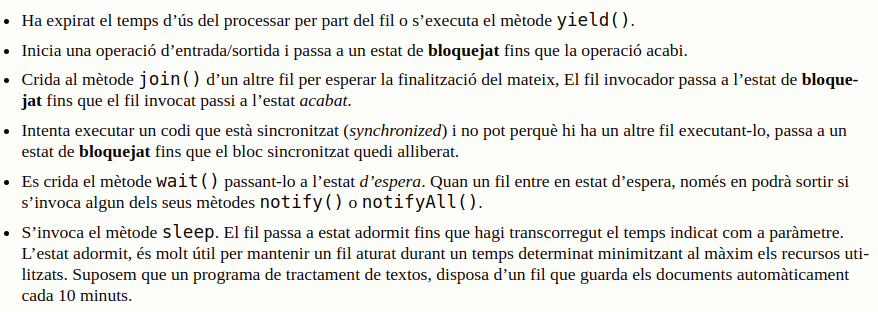 • Ha expirat el temps d’ús del processar per part del fil o s’executa el mètode yield().
• Inicia una operació d’entrada/sortida i passa a un estat de bloquejat fins que la operació acabi.
• Crida al mètode join() d’un altre fil per esperar la finalització del mateix, El fil invocador passa a l’estat de bloque-
jat fins que el fil invocat passi a l’estat acabat.
• Intenta executar un codi que està sincronitzat (synchronized) i no pot perquè hi ha un altre fil executant-lo, passa a un
estat de bloquejat fins que el bloc sincronitzat quedi alliberat.
• Es crida el mètode wait() passant-lo a l’estat d’espera. Quan un fil entre en estat d’espera, només en podrà sortir si
s’invoca algun dels seus mètodes notify() o notifyAll().
• S’invoca el mètode sleep. El fil passa a estat adormit fins que hagi transcorregut el temps indicat com a paràmetre.
L’estat adormit, és molt útil per mantenir un fil aturat durant un temps determinat minimitzant al màxim els recursos uti-
litzats. Suposem que un programa de tractament de textos, disposa d’un fil que guarda els documents automàticament
cada 10 minuts.